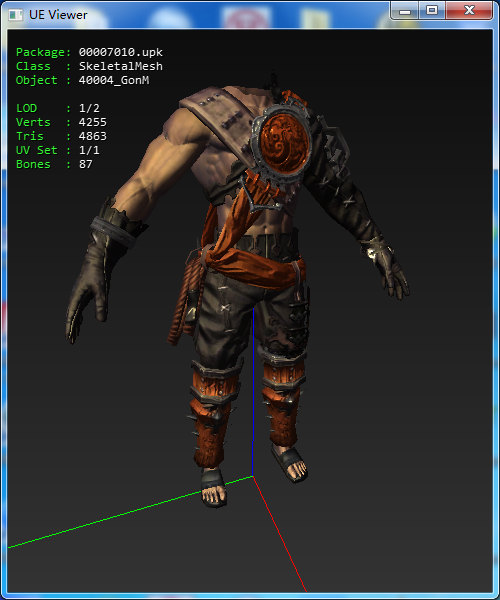 UE Viewer
Package: 00007010.upk
Class : SkeletalMesh
Object : 40004_GonM
LOD : 1/2
Verts : 4255
Tris : 4863
UV Set : 1/1
Bones : 87